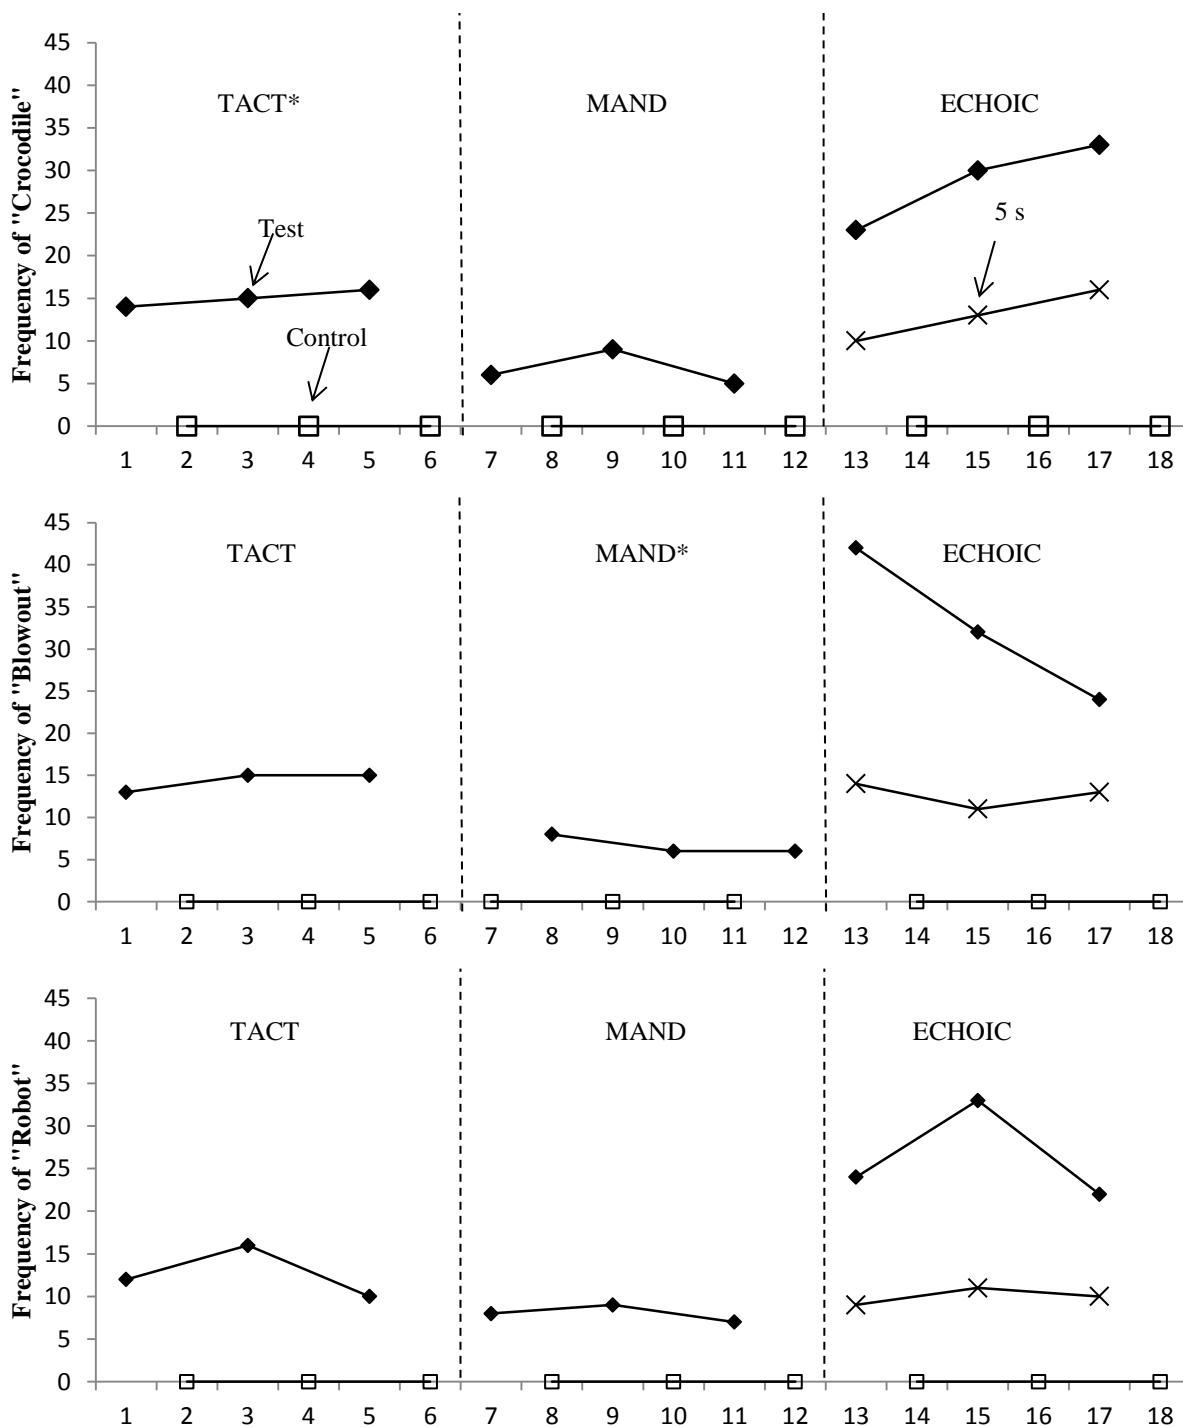 45
40
35
30
25
20
15
10
5
0
Frequency of "Crocodile"
TACT* MAND ECHOIC
Test
Control
5 s
1 2 3 4 5 6 7 8 9 10 11 12 13 14 15 16 17 18
45
40
35
30
25
20
15
10
5
0
Frequency of "Blowout"
TACT MAND* ECHOIC
1 2 3 4 5 6 7 8 9 10 11 12 13 14 15 16 17 18
45
40
35
30
25
20
15
10
5
0
Frequency of "Robot"
TACT MAND ECHOIC
1 2 3 4 5 6 7 8 9 10 11 12 13 14 15 16 17 18